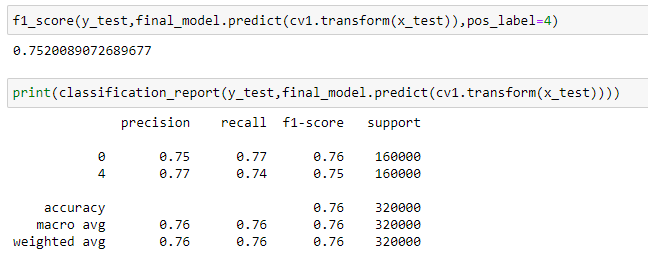 f1_score(y_test,final_model.predict(cv1.transform(x_test)),pos_label=4)
0.7520089072689677
print(classification_report(y_test,final_model.predict(cv1.transform(x_test))))
precision recall f1-score support
0 0.75 0.77 0.76 160000
4 0.77 0.74 0.75 160000
accuracy 0.76 320000
macro avg 0.76 0.76 0.76 320000
weighted avg 0.76 0.76 0.76 320000